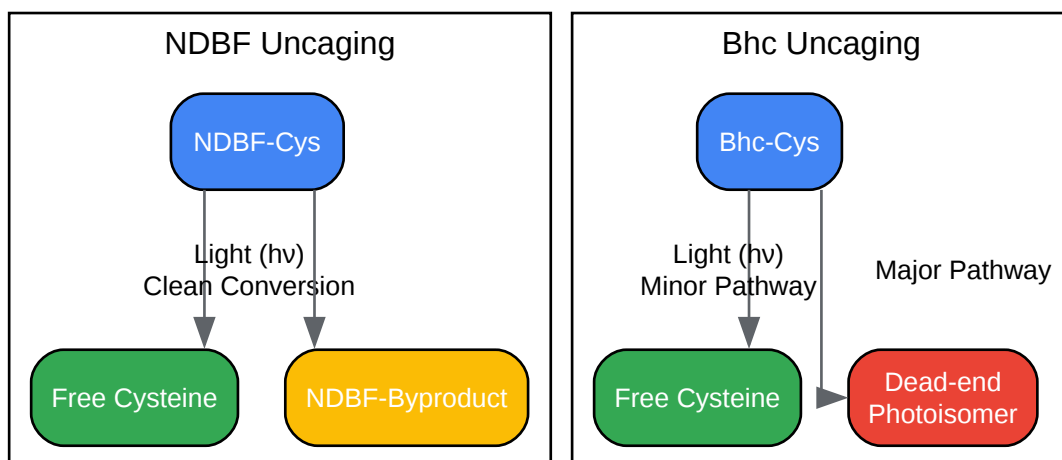 NDBF Uncaging
NDBF-Cys
Light (hν)
Clean Conversion
Free Cysteine
NDBF-Byproduct
Bhc Uncaging
Bhc-Cys
Light (hν)
Minor Pathway
Major Pathway
Free Cysteine
Dead-end
Photoisomer